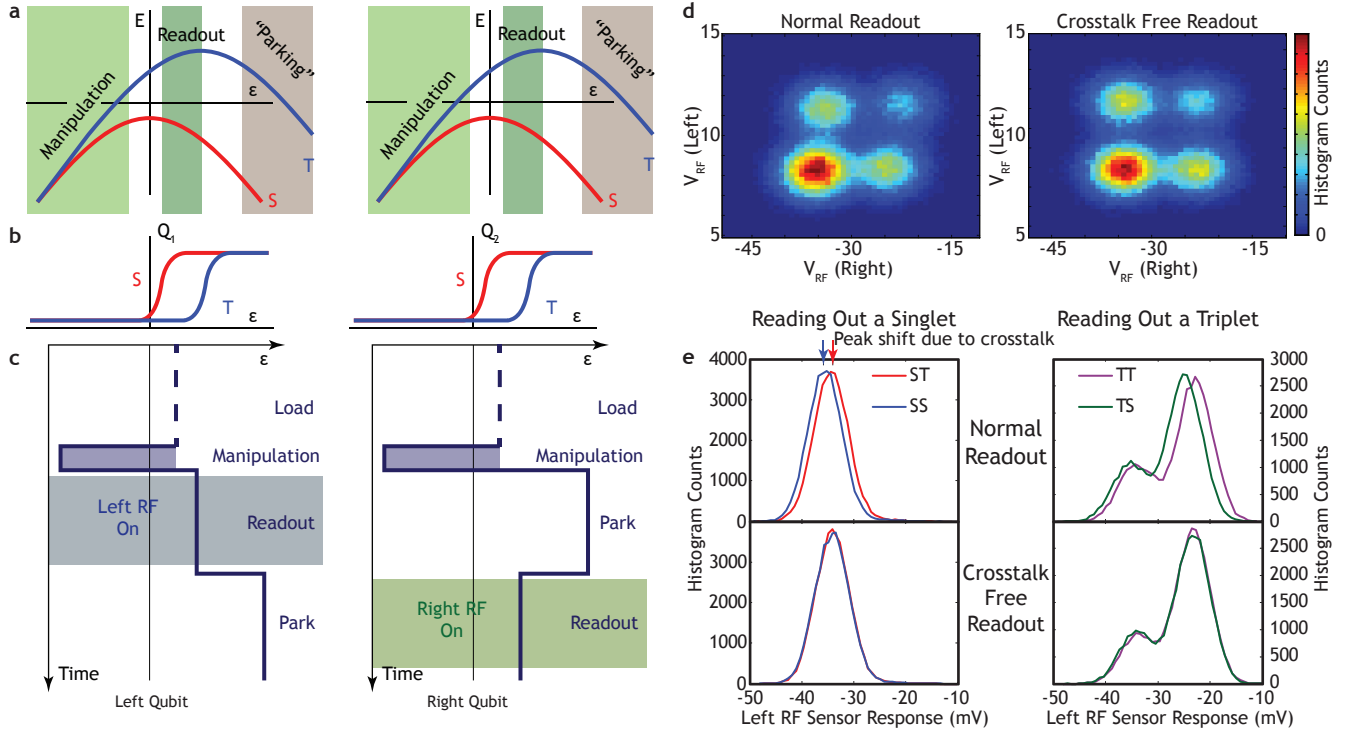 a
E
Readout
"Parking"
Manipulation
ε
T
S
E
Readout
"Parking"
Manipulation
ε
T
S
b
Q1
S
T
ε
Q2
S
T
ε
c
ε
Load
Manipulation
Left RF
On
Readout
Park
Time
Left Qubit
ε
Load
Manipulation
Park
Right RF
On
Readout
Time
Right Qubit
d
Normal Readout
15
10
5
VRF (Left)
-45
-30
-15
VRF (Right)
Crosstalk Free Readout
15
10
5
VRF (Left)
-45
-30
-15
VRF (Right)
Histogram Counts
0
Reading Out a Singlet
Reading Out a Triplet
e
Peak shift due to crosstalk
4000
3000
2000
1000
0
ST
SS
Normal
Readout
TT
TS
3000
2500
2000
1500
1000
500
0
Histogram Counts
Histogram Counts
3000
2000
1000
0
Crosstalk
Free
Readout
2500
2000
1500
1000
500
0
-50
-40
-30
-20
-10
Left RF Sensor Response (mV)
-50
-40
-30
-20
-10
Left RF Sensor Response (mV)